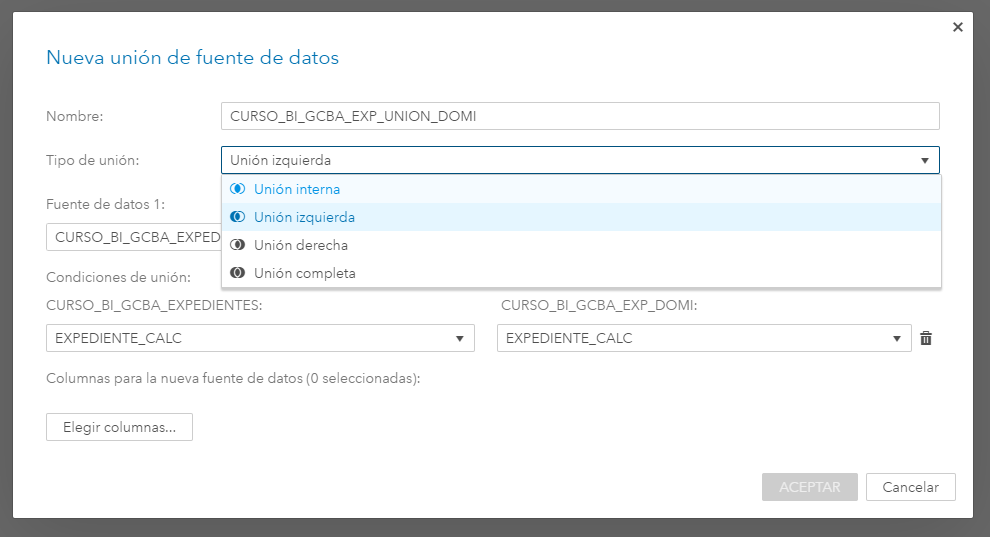 Nueva unión de fuente de datos
Nombre: CURSO_BI_GCBA_EXP_UNION_DOMI
Tipo de unión: Unión izquierda
Unión interna
Unión izquierda
Unión derecha
Unión completa
Fuente de datos 1:
CURSO_BI_GCBA_EXPED
Condiciones de unión:
CURSO_BI_GCBA_EXPEDIENTES: CURSO_BI_GCBA_EXP_DOMI:
EXPEDIENTE_CALC EXPEDIENTE_CALC
Columnas para la nueva fuente de datos (0 seleccionadas):
Elegir columnas...
ACEPTAR Cancelar